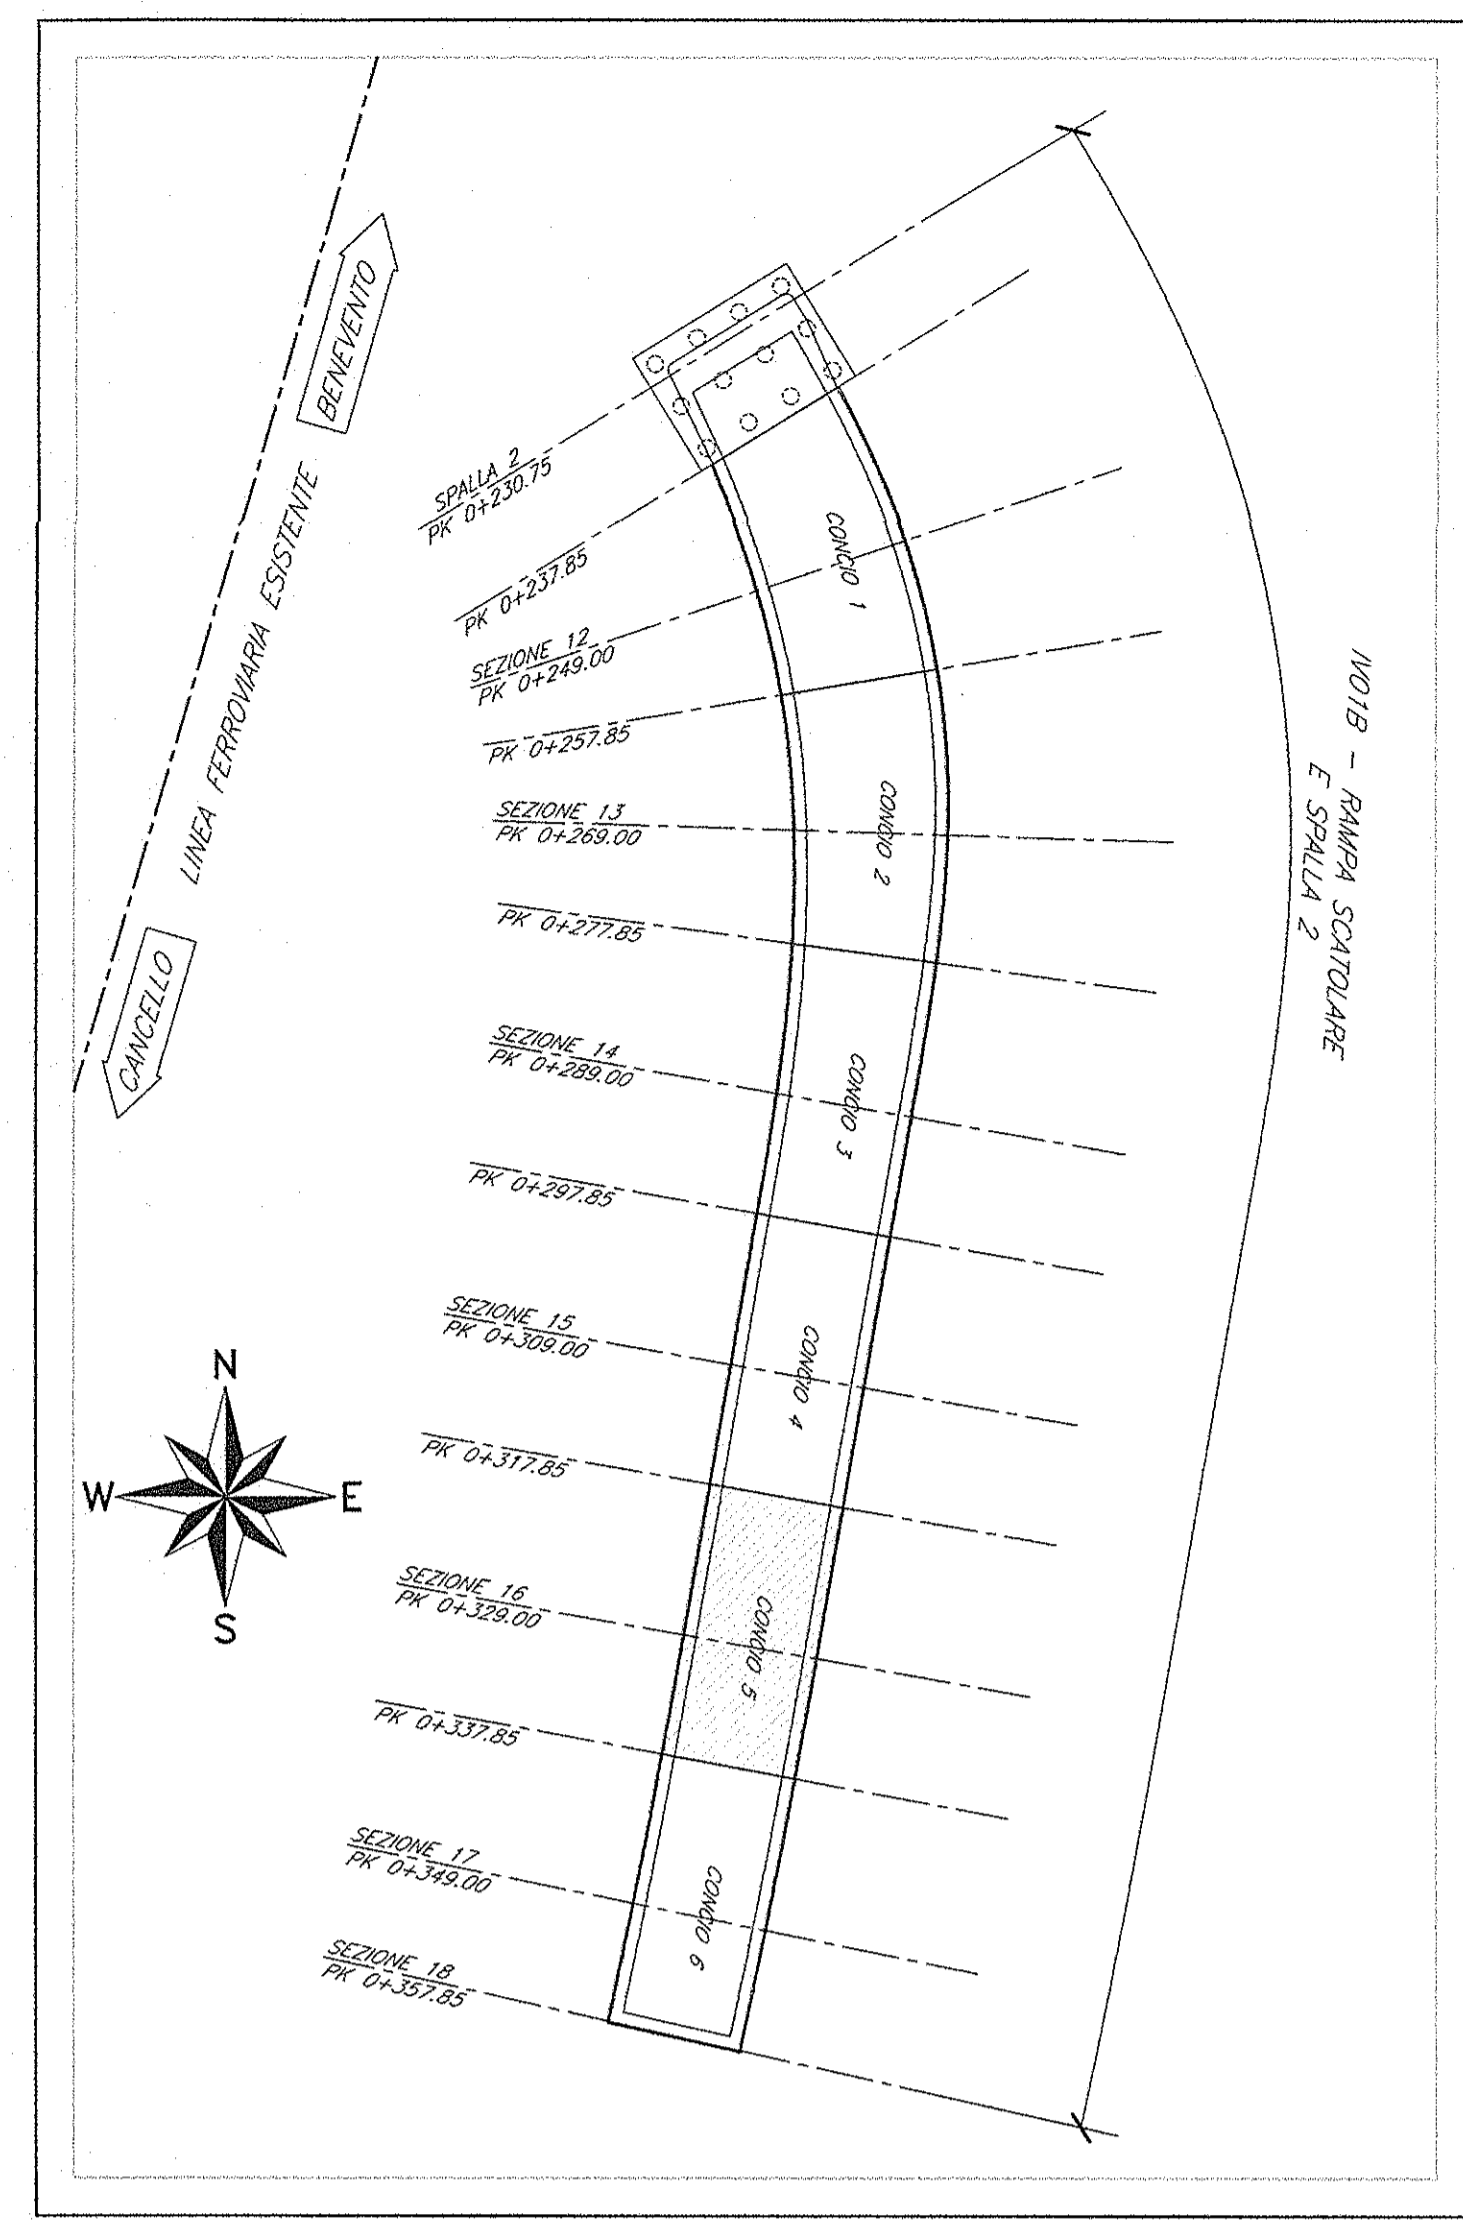 BENEVENTO
LINEA FERROVIARIA ESISTENTE
CANCELLO
SPALLA 2
PK 0+230.75
PK 0+237.85
SEZIONE 12
PK 0+249.00
PK 0+257.85
SEZIONE 13
PK 0+269.00
PK 0+277.85
SEZIONE 14
PK 0+289.00
PK 0+297.85
SEZIONE 15
PK 0+309.00
PK 0+317.85
SEZIONE 16
PK 0+329.00
PK 0+337.85
SEZIONE 17
PK 0+349.00
SEZIONE 18
PK 0+357.85
CONCIO 1
CONCIO 2
CONCIO 3
CONCIO 4
CONCIO 5
CONCIO 6
IV01B - RAMPA SCATOLARE
E SPALLA 2
N
W
E
S